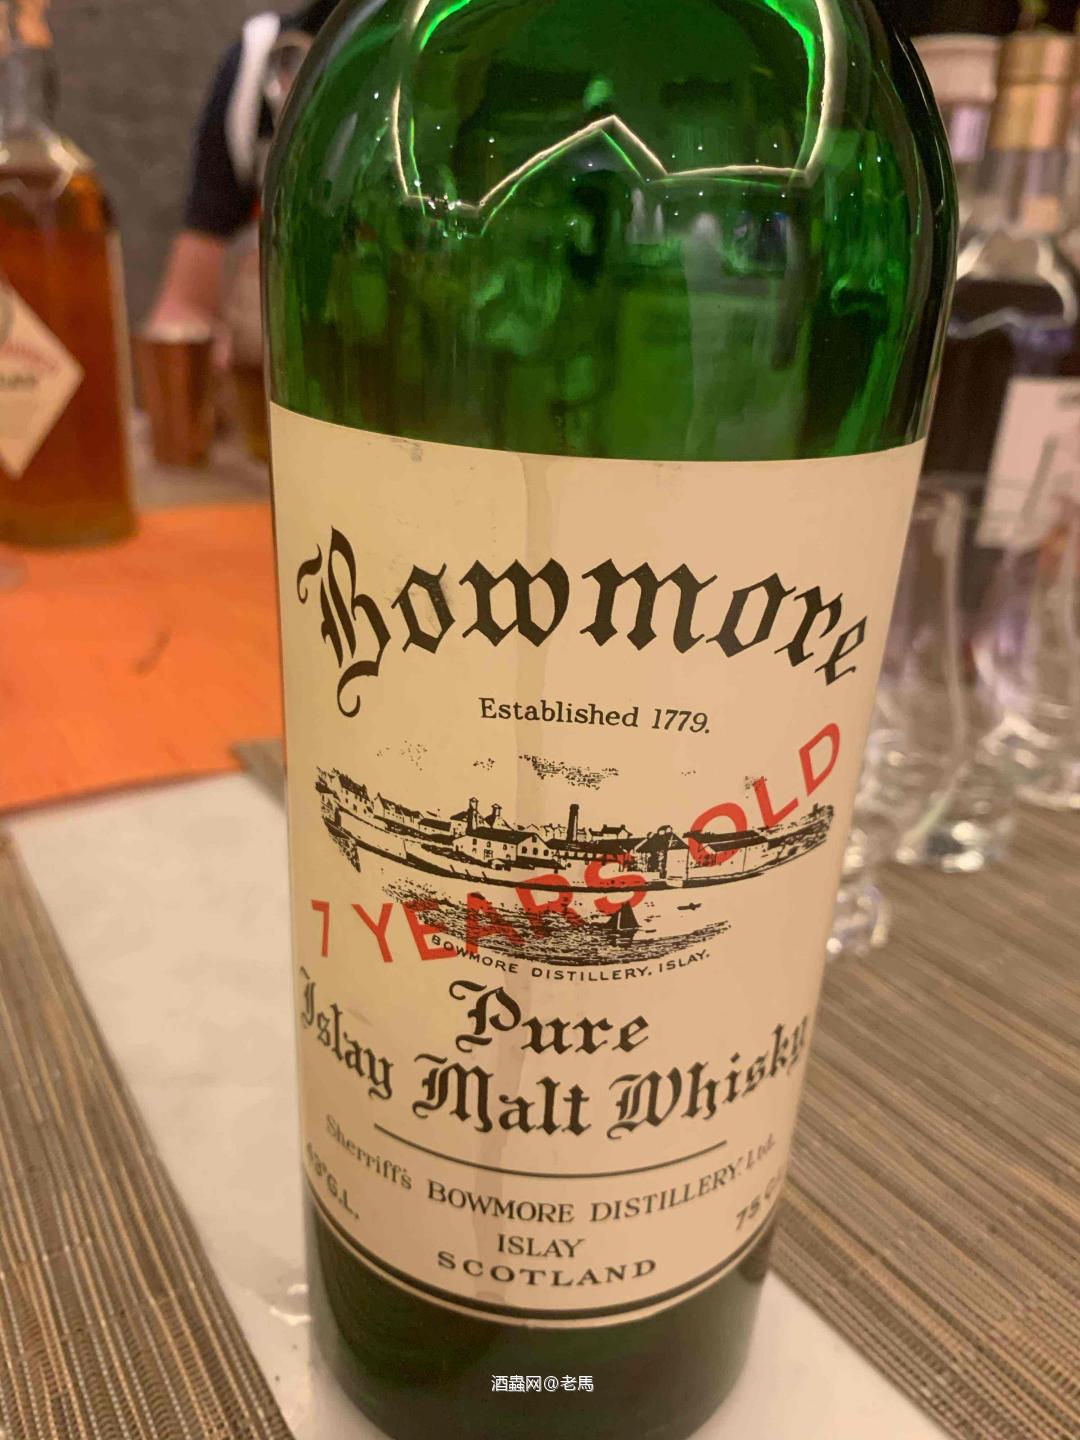 Bowmore
Established 1779.
7 YEARS OLD
BOWMORE DISTILLERY. ISLAY.
Pure
Islay Malt Whisky
Sherriff's BOWMORE DISTILLERY. Ltd.
43° G.L.
75
ISLAY
SCOTLAND
酒蟲网@老馬